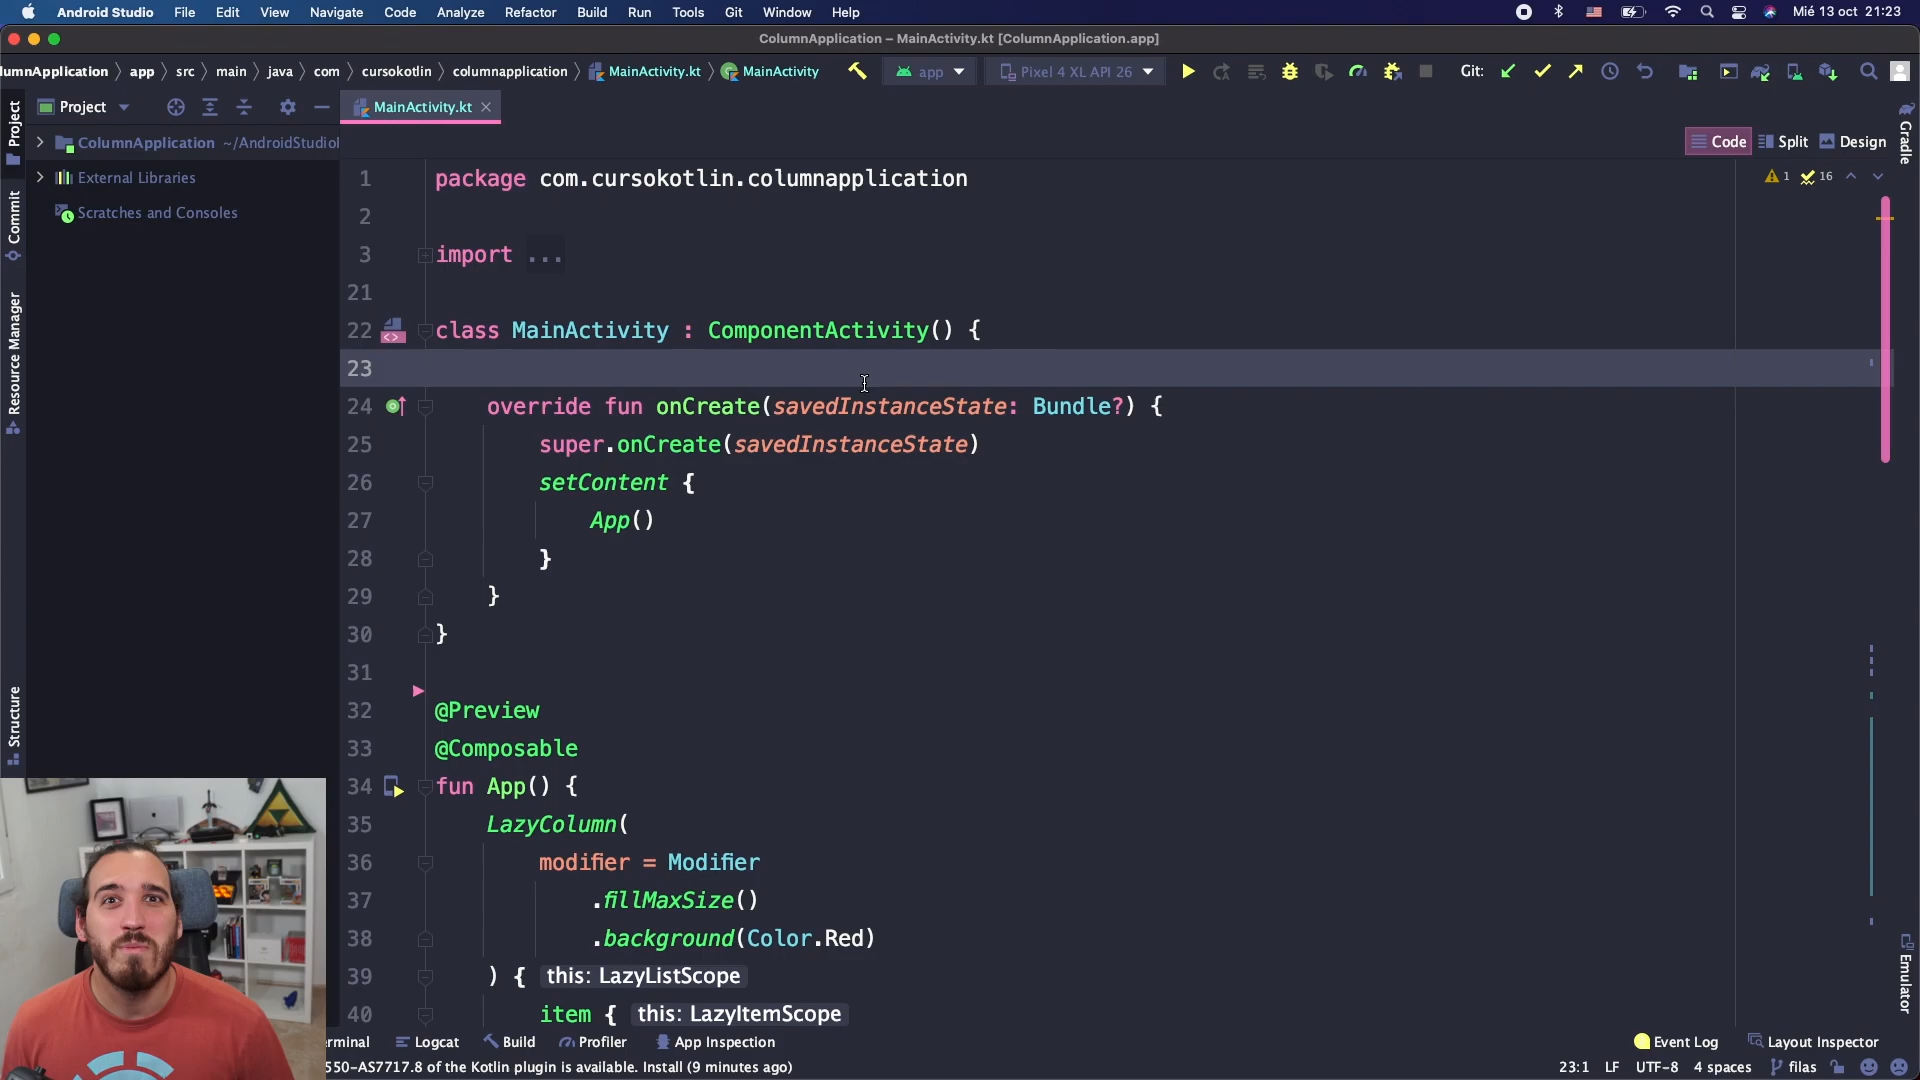 Android Studio File Edit View Navigate Code Analyze Refactor Build Run Tools Git Window Help Mié 13 oct 21:23
ColumnApplication – MainActivity.kt [ColumnApplication.app]
lumnApplication app src main java com cursokotlin columnapplication MainActivity.kt MainActivity app Pixel 4 XL API 26 Git:
Project MainActivity.kt
ColumnApplication ~/AndroidStudio
External Libraries
Scratches and Consoles
Project
Commit
Resource Manager
Structure
Code Split Design
1 16
Gradle
1 package com.cursokotlin.columnapplication
2
3 import ...
21
22 class MainActivity : ComponentActivity() {
23
24 override fun onCreate(savedInstanceState: Bundle?) {
25 super.onCreate(savedInstanceState)
26 setContent {
27 App()
28 }
29 }
30 }
31
32 @Preview
33 @Composable
34 fun App() {
35 LazyColumn(
36 modifier = Modifier
37 .fillMaxSize()
38 .background(Color.Red)
39 ) { this: LazyListScope
40 item { this: LazyItemScope
Emulator
erminal Logcat Build Profiler App Inspection Event Log Layout Inspector
550-AS7717.8 of the Kotlin plugin is available. Install (9 minutes ago) 23:1 LF UTF-8 4 spaces filas